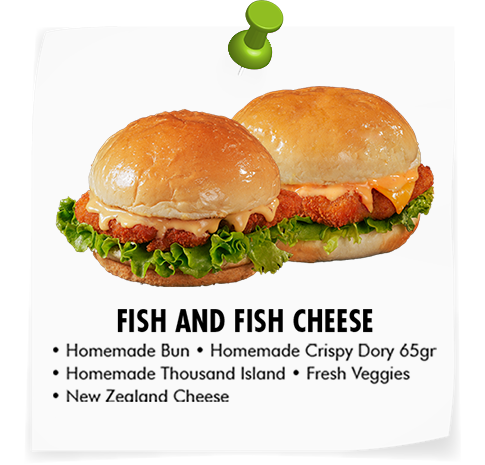 FISH AND FISH CHEESE
• Homemade Bun • Homemade Crispy Dory 65gr
• Homemade Thousand Island • Fresh Veggies
• New Zealand Cheese